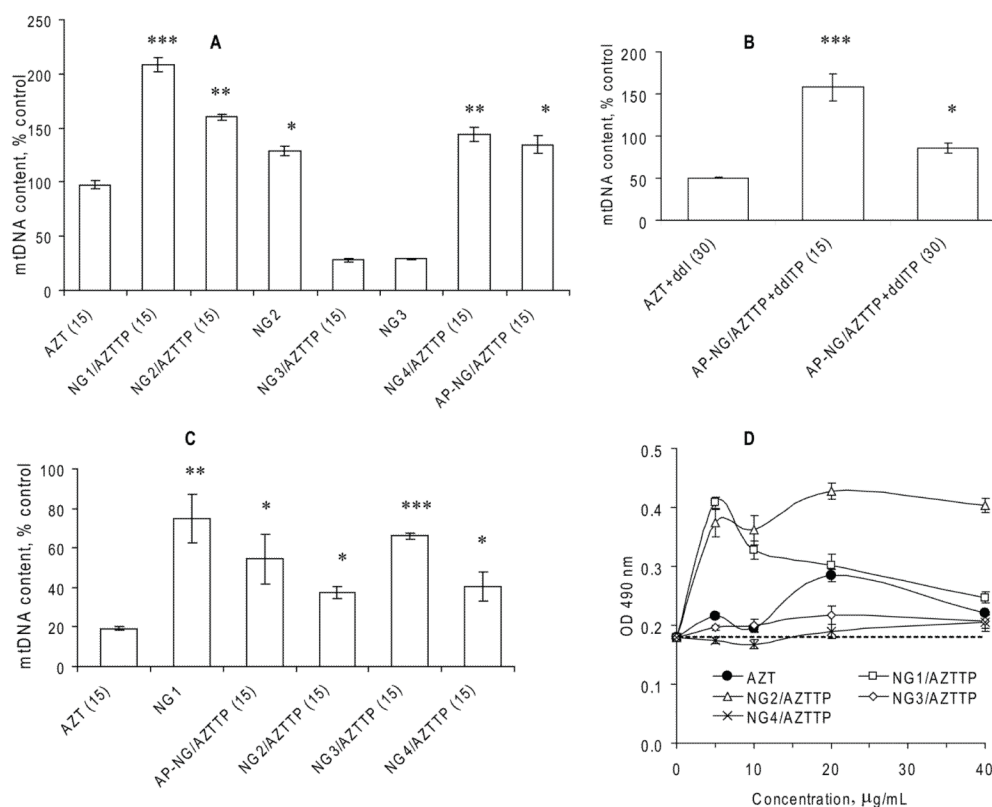 A
mtDNA content, % control
250
200
150
100
50
0
***
**
*
**
*
AZT (15)
NG1/AZTTP (15)
NG2/AZTTP (15)
NG2
NG3/AZTTP (15)
NG3
NG4/AZTTP (15)
AP-NG/AZTTP (15)
B
mtDNA content, % control
200
150
100
50
0
***
*
AZT+ddI (30)
AP-NG/AZTTP+ddITP (15)
AP-NG/AZTTP+ddITP (30)
C
mtDNA content, % control
100
80
60
40
20
0
**
*
*
***
*
AZT (15)
NG1
AP-NG/AZTTP (15)
NG2/AZTTP (15)
NG3/AZTTP (15)
NG4/AZTTP (15)
D
OD 490 nm
0.5
0.4
0.3
0.2
0.1
0.0
AZT
NG1/AZTTP
NG2/AZTTP
NG3/AZTTP
NG4/AZTTP
0
10
20
30
40
Concentration, µg/mL